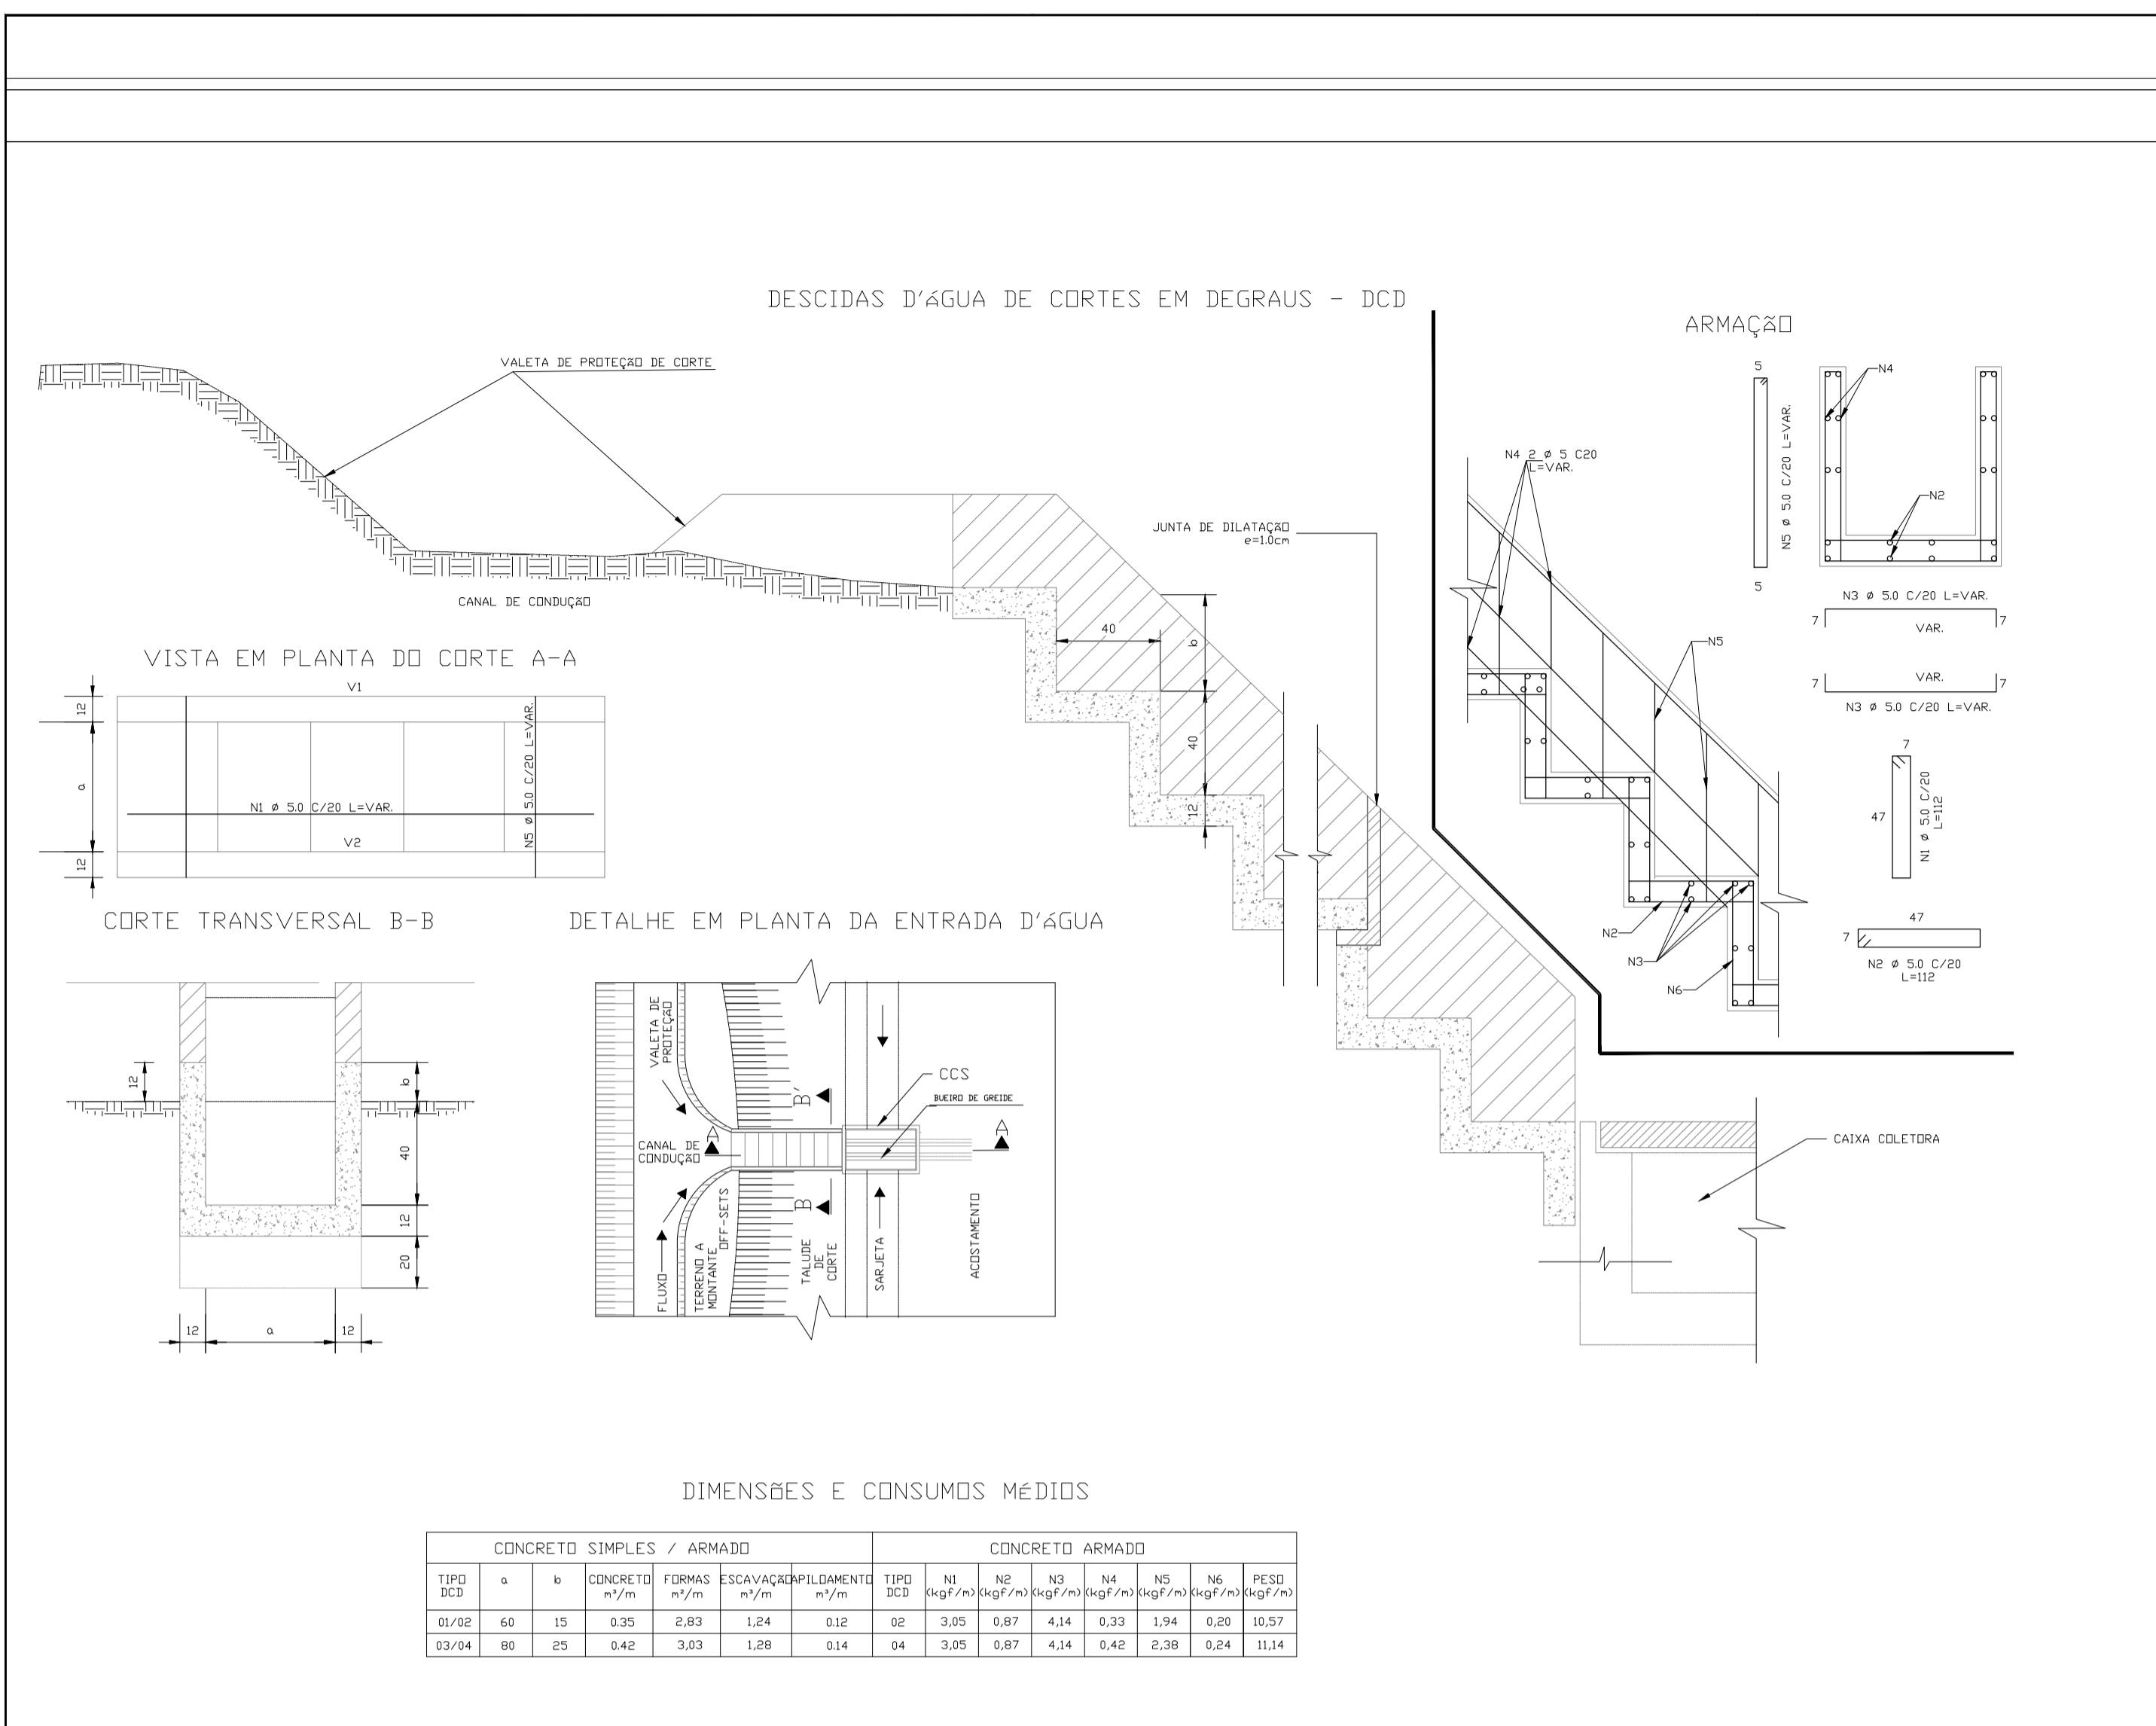 DESCIDAS D'ÁGUA DE CORTES EM DEGRAUS - DCD
VALETA DE PROTEÇÃO DE CORTE
CANAL DE CONDUÇÃO
JUNTA DE DILATAÇÃO
e=1.0cm
40
b
40
12
CAIXA COLETORA
ARMAÇÃO
N4 2 ø 5 C20
L=VAR.
N5
N2
N3
N6
5
N5 ø 5.0 C/20 L=VAR.
5
N4
N2
N3 ø 5.0 C/20 L=VAR.
7
VAR.
7
VAR.
7
7
N3 ø 5.0 C/20 L=VAR.
7
47
N1 ø 5.0 C/20
L=112
47
7
N2 ø 5.0 C/20
L=112
VISTA EM PLANTA DO CORTE A-A
V1
12
a
12
N1 ø 5.0 C/20 L=VAR.
N5 ø 5.0 C/20 L=VAR.
V2
CORTE TRANSVERSAL B-B
12
b
40
12
20
12
a
12
DETALHE EM PLANTA DA ENTRADA D'ÁGUA
VALETA DE
PROTEÇÃO
CCS
BUEIRO DE GREIDE
B'
A
A
CANAL DE
CONDUÇÃO
B
FLUXO
TERRENO A
MONTANTE
OFF-SETS
TALUDE
DE
CORTE
SARJETA
ACOSTAMENTO
DIMENSÕES E CONSUMOS MÉDIOS
CONCRETO SIMPLES / ARMADO CONCRETO ARMADO
TIPO DCD a b CONCRETO m³/m FORMAS m²/m ESCAVAÇÃO m³/m APILOAMENTO m³/m TIPO DCD N1 (kgf/m) N2 (kgf/m) N3 (kgf/m) N4 (kgf/m) N5 (kgf/m) N6 (kgf/m) PESO (kgf/m)
01/02 60 15 0.35 2,83 1,24 0.12 02 3,05 0,87 4,14 0,33 1,94 0,20 10,57
03/04 80 25 0.42 3,03 1,28 0.14 04 3,05 0,87 4,14 0,42 2,38 0,24 11,14